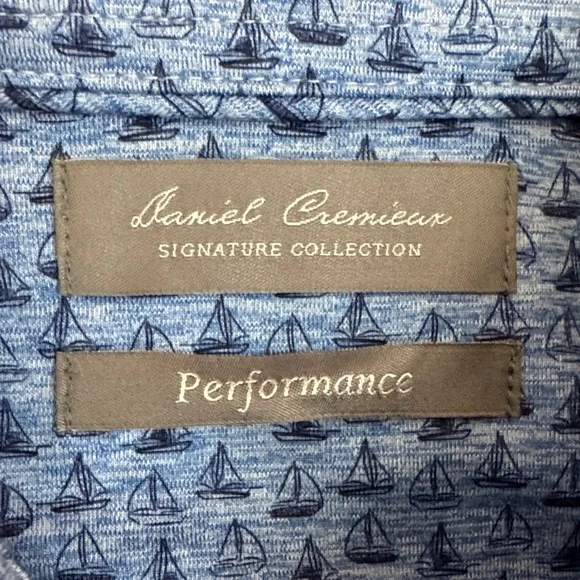 Daniel Cremieux
SIGNATURE COLLECTION
Performance